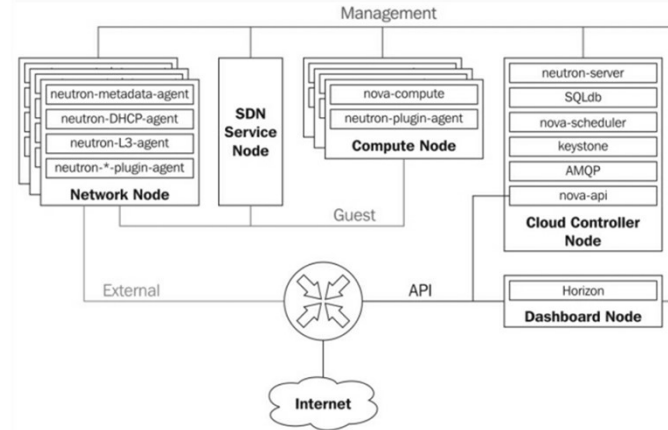 Management
neutron-metadata-agent
neutron-DHCP-agent
neutron-L3-agent
neutron-*-plugin-agent
Network Node
SDN
Service
Node
nova-compute
neutron-plugin-agent
Compute Node
neutron-server
SQLdb
nova-scheduler
keystone
AMQP
nova-api
Cloud Controller
Node
Guest
External
API
Horizon
Dashboard Node
Internet